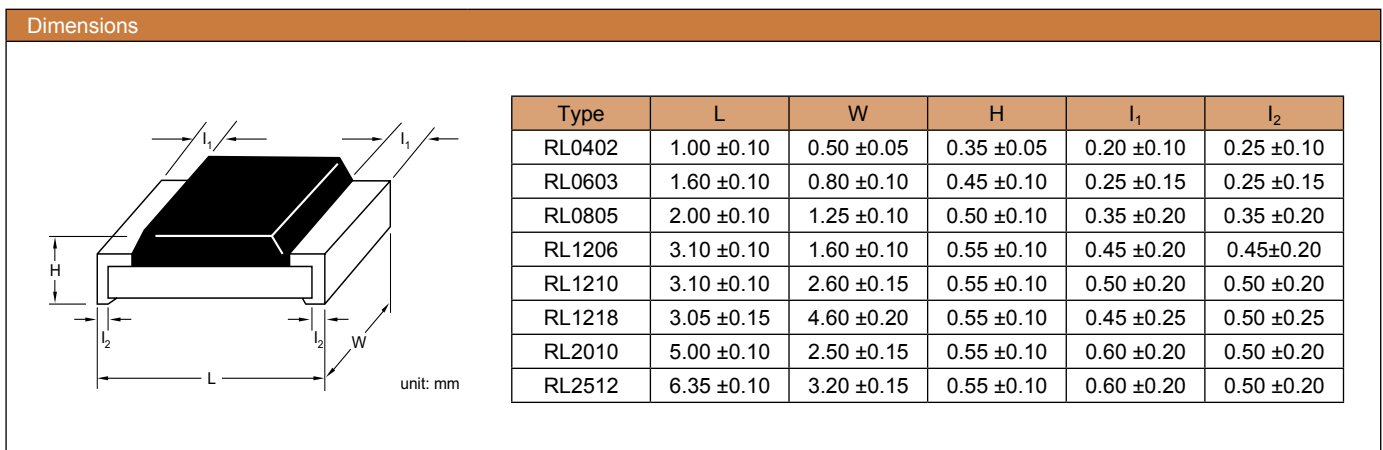 Dimensions
Type L W H I₁ I₂
RL0402 1.00 ±0.10 0.50 ±0.05 0.35 ±0.05 0.20 ±0.10 0.25 ±0.10
RL0603 1.60 ±0.10 0.80 ±0.10 0.45 ±0.10 0.25 ±0.15 0.25 ±0.15
RL0805 2.00 ±0.10 1.25 ±0.10 0.50 ±0.10 0.35 ±0.20 0.35 ±0.20
RL1206 3.10 ±0.10 1.60 ±0.10 0.55 ±0.10 0.45 ±0.20 0.45±0.20
RL1210 3.10 ±0.10 2.60 ±0.15 0.55 ±0.10 0.50 ±0.20 0.50 ±0.20
RL1218 3.05 ±0.15 4.60 ±0.20 0.55 ±0.10 0.45 ±0.25 0.50 ±0.25
RL2010 5.00 ±0.10 2.50 ±0.15 0.55 ±0.10 0.60 ±0.20 0.50 ±0.20
RL2512 6.35 ±0.10 3.20 ±0.15 0.55 ±0.10 0.60 ±0.20 0.50 ±0.20
I₁ I₁
H
I₂ I₂ W
L
unit: mm